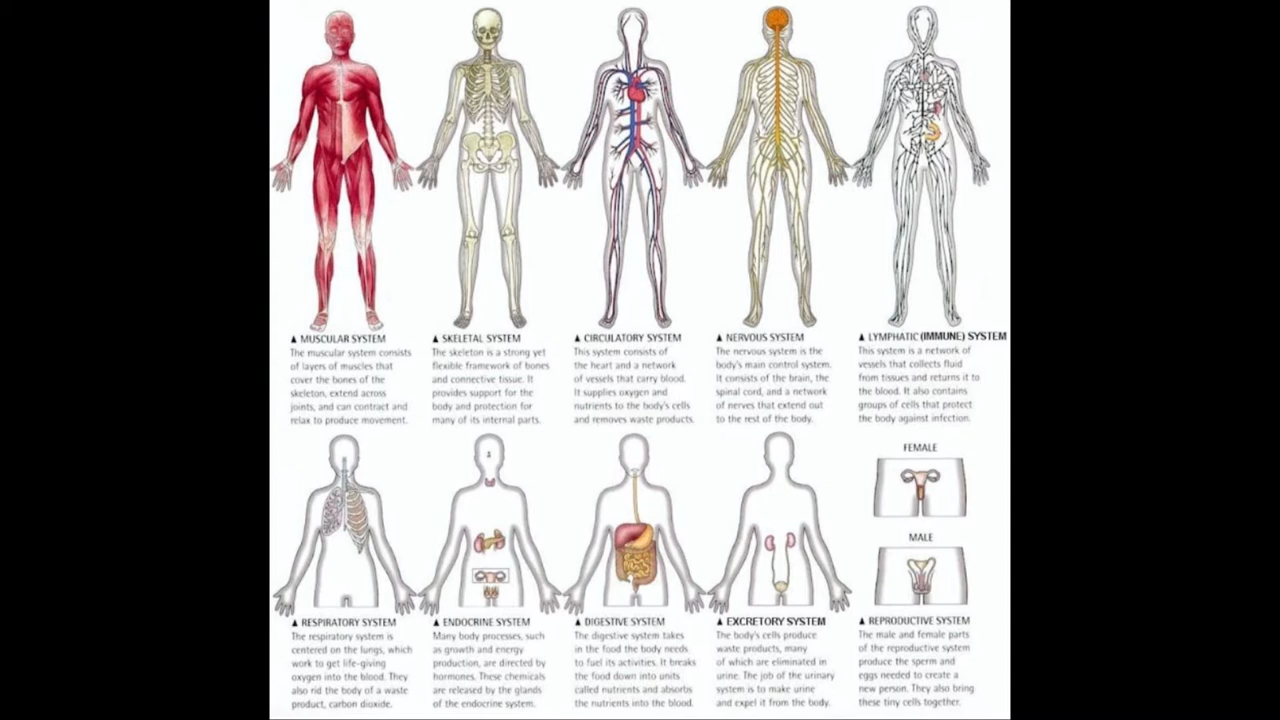 ▲ MUSCULAR SYSTEM
The muscular system consists
of layers of muscles that
cover the bones of the
skeleton, extend across
joints, and can contract and
relax to produce movement.
▲ SKELETAL SYSTEM
The skeleton is a strong yet
flexible framework of bones
and connective tissue. It
provides support for the
body and protection for
many of its internal parts.
▲ CIRCULATORY SYSTEM
This system consists of
the heart and a network
of vessels that carry blood.
It supplies oxygen and
nutrients to the body's cells
and removes waste products.
▲ NERVOUS SYSTEM
The nervous system is the
body's main control system.
It consists of the brain, the
spinal cord, and a network
of nerves that extend out
to the rest of the body.
▲ LYMPHATIC (IMMUNE) SYSTEM
This system is a network of
vessels that collects fluid
from tissues and returns it to
the blood. It also contains
groups of cells that protect
the body against infection.
▲ RESPIRATORY SYSTEM
The respiratory system is
centered on the lungs, which
work to get life-giving
oxygen into the blood. They
also rid the body of a waste
product, carbon dioxide.
▲ ENDOCRINE SYSTEM
Many body processes, such
as growth and energy
production, are directed by
hormones. These chemicals
are released by the glands
of the endocrine system.
▲ DIGESTIVE SYSTEM
The digestive system takes
in the food the body needs
to fuel its activities. It breaks
the food down into units
called nutrients and absorbs
the nutrients into the blood.
▲ EXCRETORY SYSTEM
The body's cells produce
waste products, many
of which are eliminated in
urine. The job of the urinary
system is to make urine
and expel it from the body.
FEMALE
MALE
▲ REPRODUCTIVE SYSTEM
The male and female parts
of the reproductive system
produce the sperm and
eggs needed to create a
new person. They also bring
these tiny cells together.